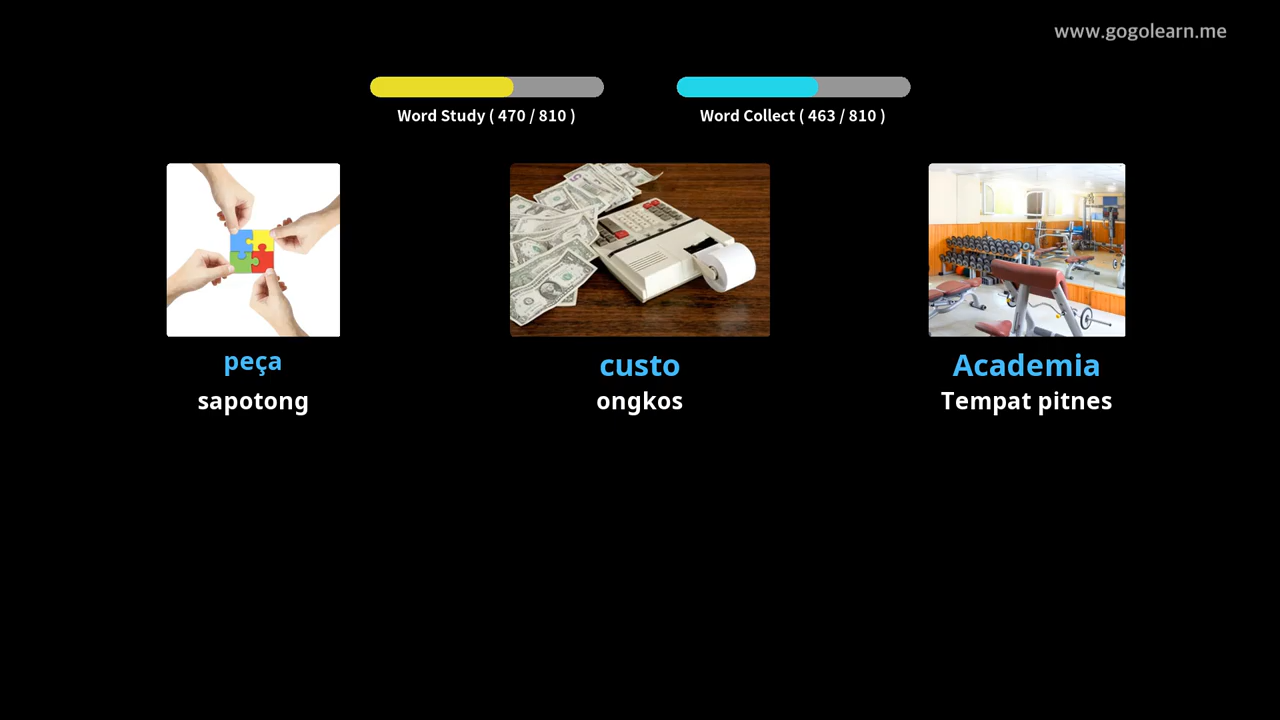 www.gogolearn.me
Word Study ( 470 / 810 )
Word Collect ( 463 / 810 )
peça
sapotong
custo
ongkos
Academia
Tempat pitnes